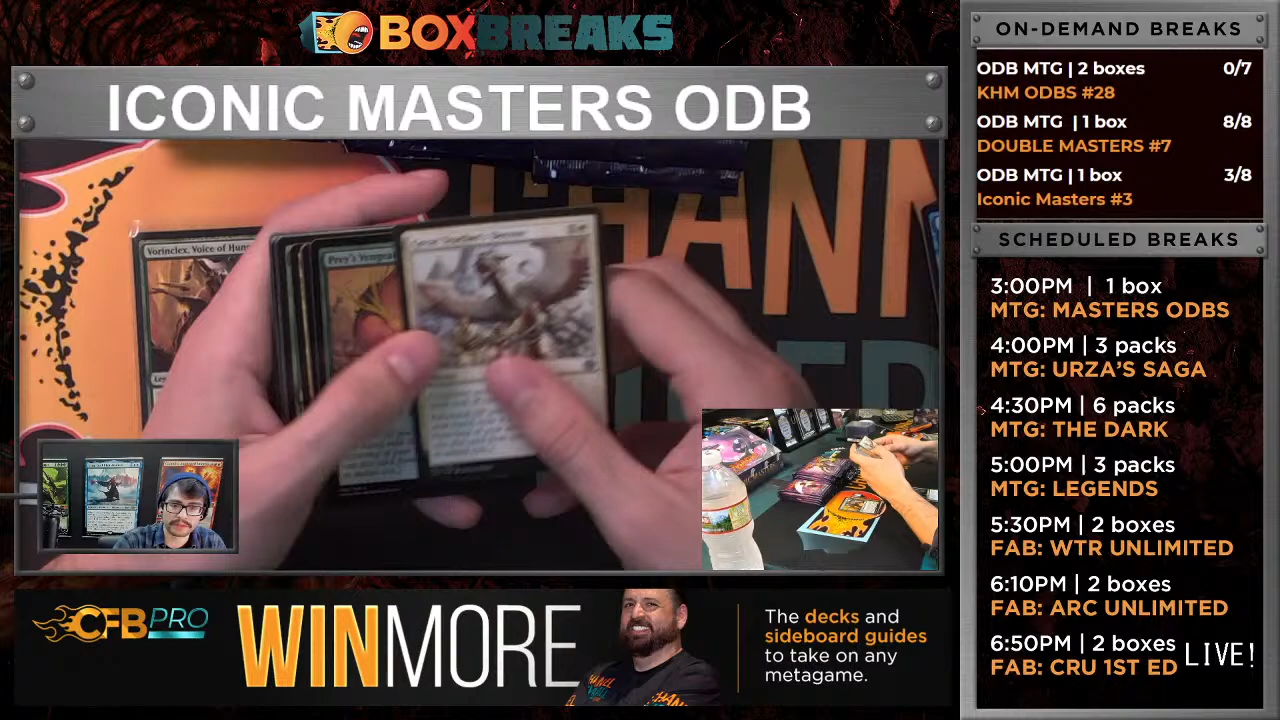 BOXBREAKS
ICONIC MASTERS ODB
Vorinclex, Voice of Hun
Prey's Vengea
CHANN
CFB PRO
WINMORE
The decks and
sideboard guides
to take on any
metagame.
ON-DEMAND BREAKS
ODB MTG | 2 boxes 0/7
KHM ODBS #28
ODB MTG | 1 box 8/8
DOUBLE MASTERS #7
ODB MTG | 1 box 3/8
Iconic Masters #3
SCHEDULED BREAKS
3:00PM | 1 box
MTG: MASTERS ODBS
4:00PM | 3 packs
MTG: URZA'S SAGA
4:30PM | 6 packs
MTG: THE DARK
5:00PM | 3 packs
MTG: LEGENDS
5:30PM | 2 boxes
FAB: WTR UNLIMITED
6:10PM | 2 boxes
FAB: ARC UNLIMITED
6:50PM | 2 boxes
FAB: CRU 1ST ED
LIVE!